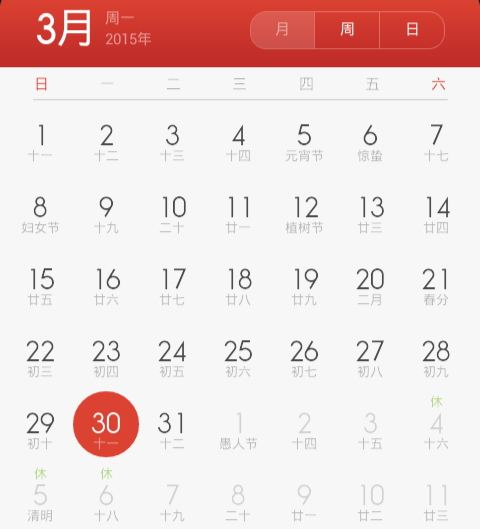 3月 周一 2015年 月 周 日
日 一 二 三 四 五 六
1 2 3 4 5 6 7
十一 十二 十三 十四 元宵节 惊蛰 十七
8 9 10 11 12 13 14
妇女节 十九 二十 廿一 植树节 廿三 廿四
15 16 17 18 19 20 21
廿五 廿六 廿七 廿八 廿九 二月 春分
22 23 24 25 26 27 28
初三 初四 初五 初六 初七 初八 初九
休
29 30 31 1 2 3 4
初十 十一 十二 愚人节 十四 十五 十六
休 休
5 6 7 8 9 10 11
清明 十八 十九 二十 廿一 廿二 廿三